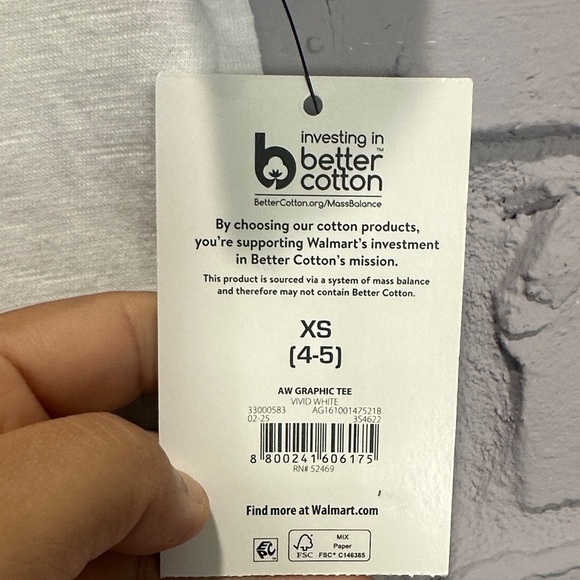 investing in
better™
cotton
BetterCotton.org/MassBalance
By choosing our cotton products,
you're supporting Walmart's investment
in Better Cotton's mission.
This product is sourced via a system of mass balance
and therefore may not contain Better Cotton.
XS
(4-5)
AW GRAPHIC TEE
VIVID WHITE
33000583 AG16100147521B
02-25 3S4622
8 800241 606175
RN# 52469
Find more at Walmart.com
FSC
MIX
Paper
FSC® C146385